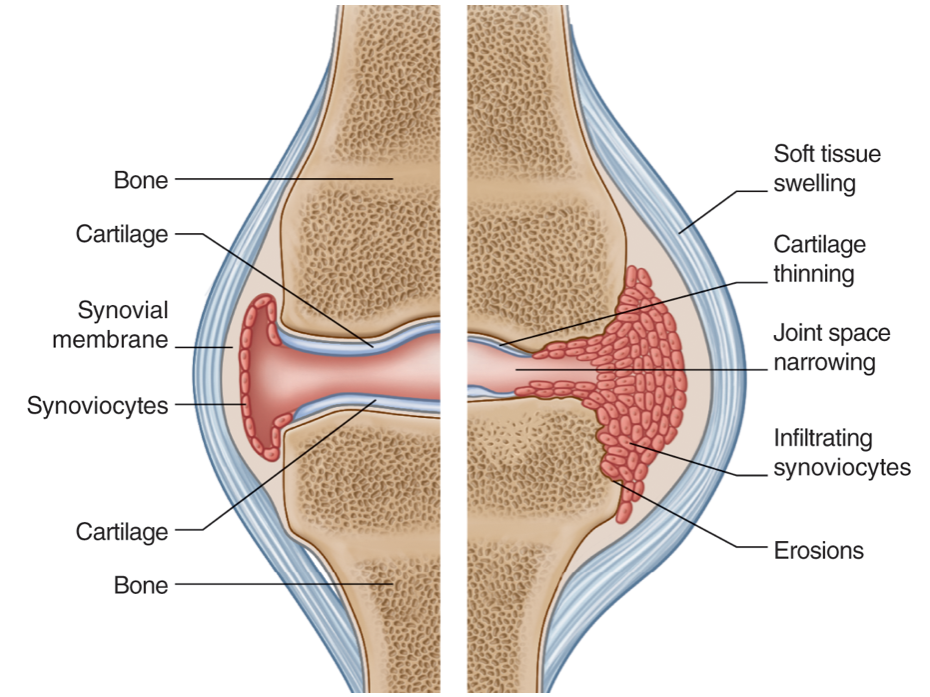 Bone
Cartilage
Synovial
membrane
Synoviocytes
Cartilage
Bone
Soft tissue
swelling
Cartilage
thinning
Joint space
narrowing
Infiltrating
synoviocytes
Erosions